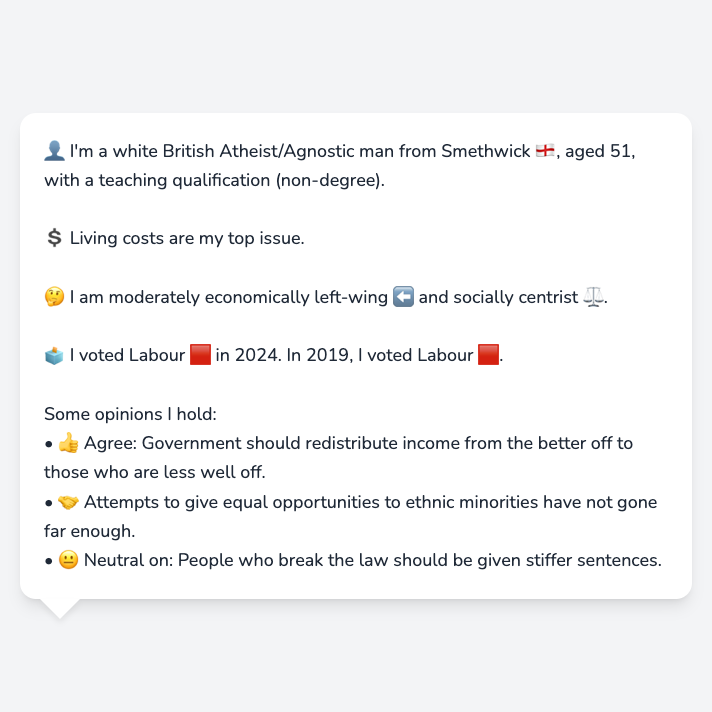 👤 I'm a white British Atheist/Agnostic man from Smethwick 🏴󠁧󠁢󠁥󠁮󠁧󠁿, aged 51,
with a teaching qualification (non-degree).
💲 Living costs are my top issue.
🤔 I am moderately economically left-wing ⬅️ and socially centrist ⚖️.
🗳️ I voted Labour 🟥 in 2024. In 2019, I voted Labour 🟥.
Some opinions I hold:
• 👍 Agree: Government should redistribute income from the better off to
those who are less well off.
• 🤝 Attempts to give equal opportunities to ethnic minorities have not gone
far enough.
• 😐 Neutral on: People who break the law should be given stiffer sentences.